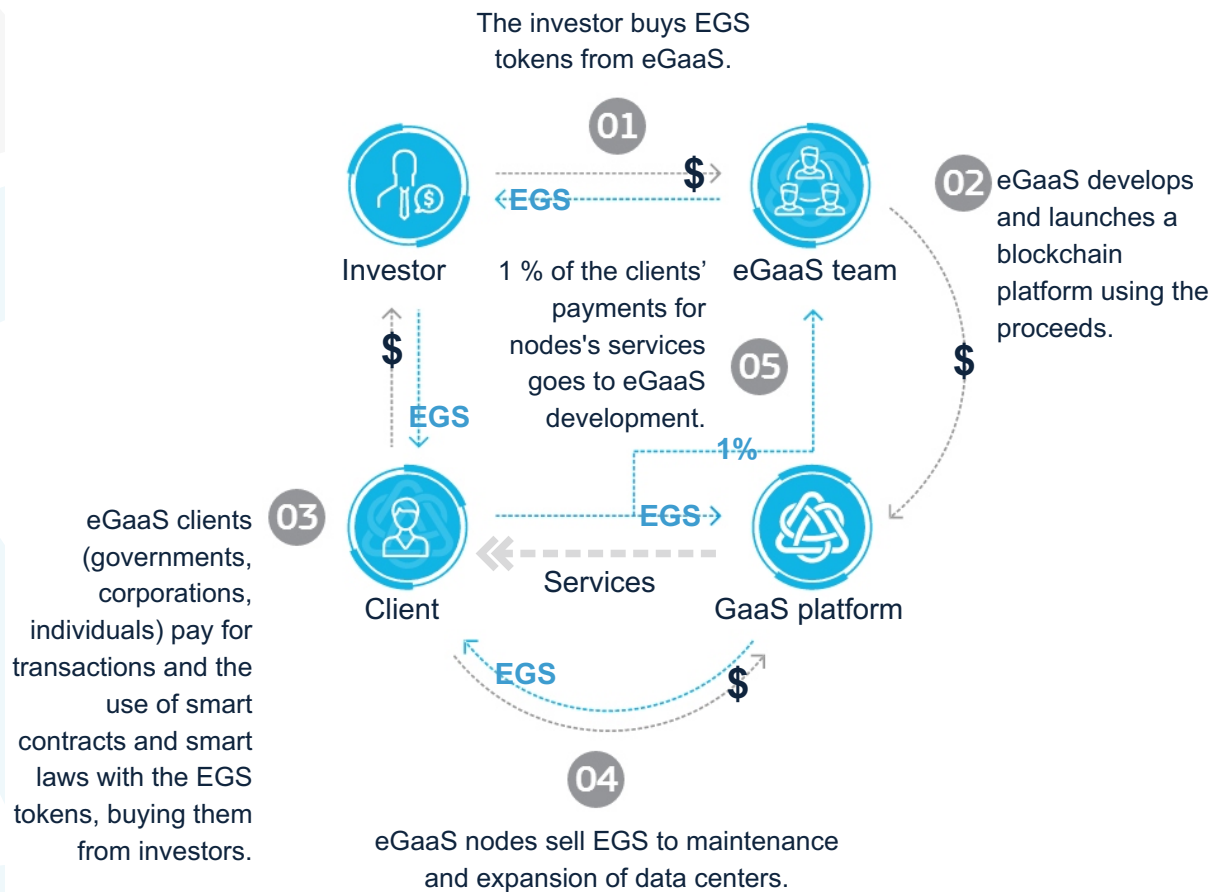 The investor buys EGS
tokens from eGaaS.
01
$
EGS
Investor
eGaaS team
02
eGaaS develops
and launches a
blockchain
platform using the
proceeds.
$
1 % of the clients’
payments for
nodes's services
goes to eGaaS
development.
05
$
EGS
1%
03
eGaaS clients
(governments,
corporations,
individuals) pay for
transactions and the
use of smart
contracts and smart
laws with the EGS
tokens, buying them
from investors.
EGS
Services
Client
GaaS platform
EGS
$
04
eGaaS nodes sell EGS to maintenance
and expansion of data centers.